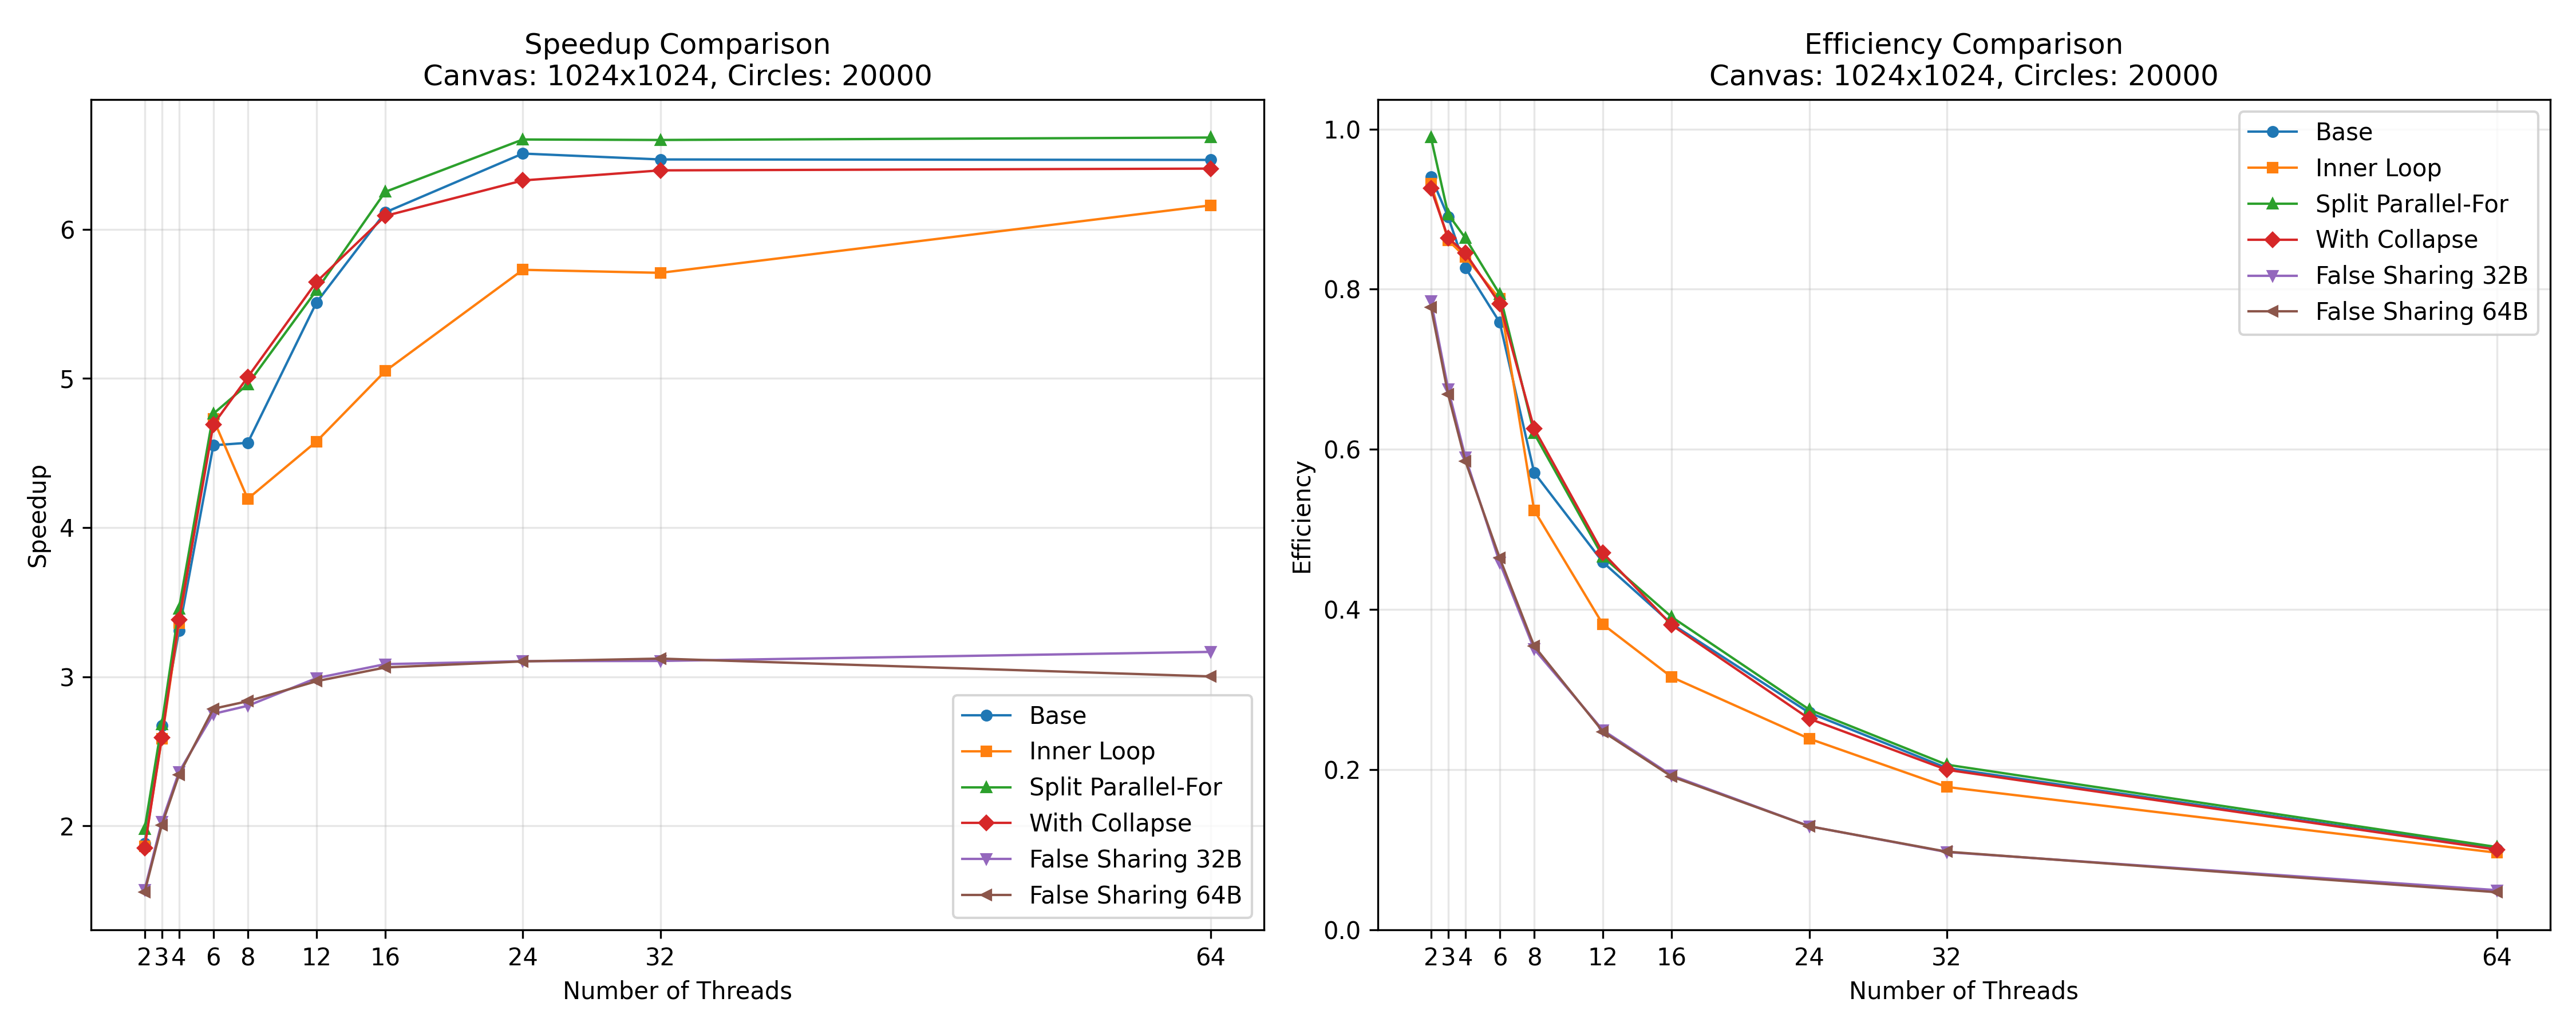 Speedup Comparison
Canvas: 1024x1024, Circles: 20000
Speedup
6
5
4
3
2
2 3 4 6 8 12 16 24 32 64
Number of Threads
Base
Inner Loop
Split Parallel-For
With Collapse
False Sharing 32B
False Sharing 64B
Efficiency Comparison
Canvas: 1024x1024, Circles: 20000
Efficiency
1.0
0.8
0.6
0.4
0.2
0.0
2 3 4 6 8 12 16 24 32 64
Number of Threads
Base
Inner Loop
Split Parallel-For
With Collapse
False Sharing 32B
False Sharing 64B